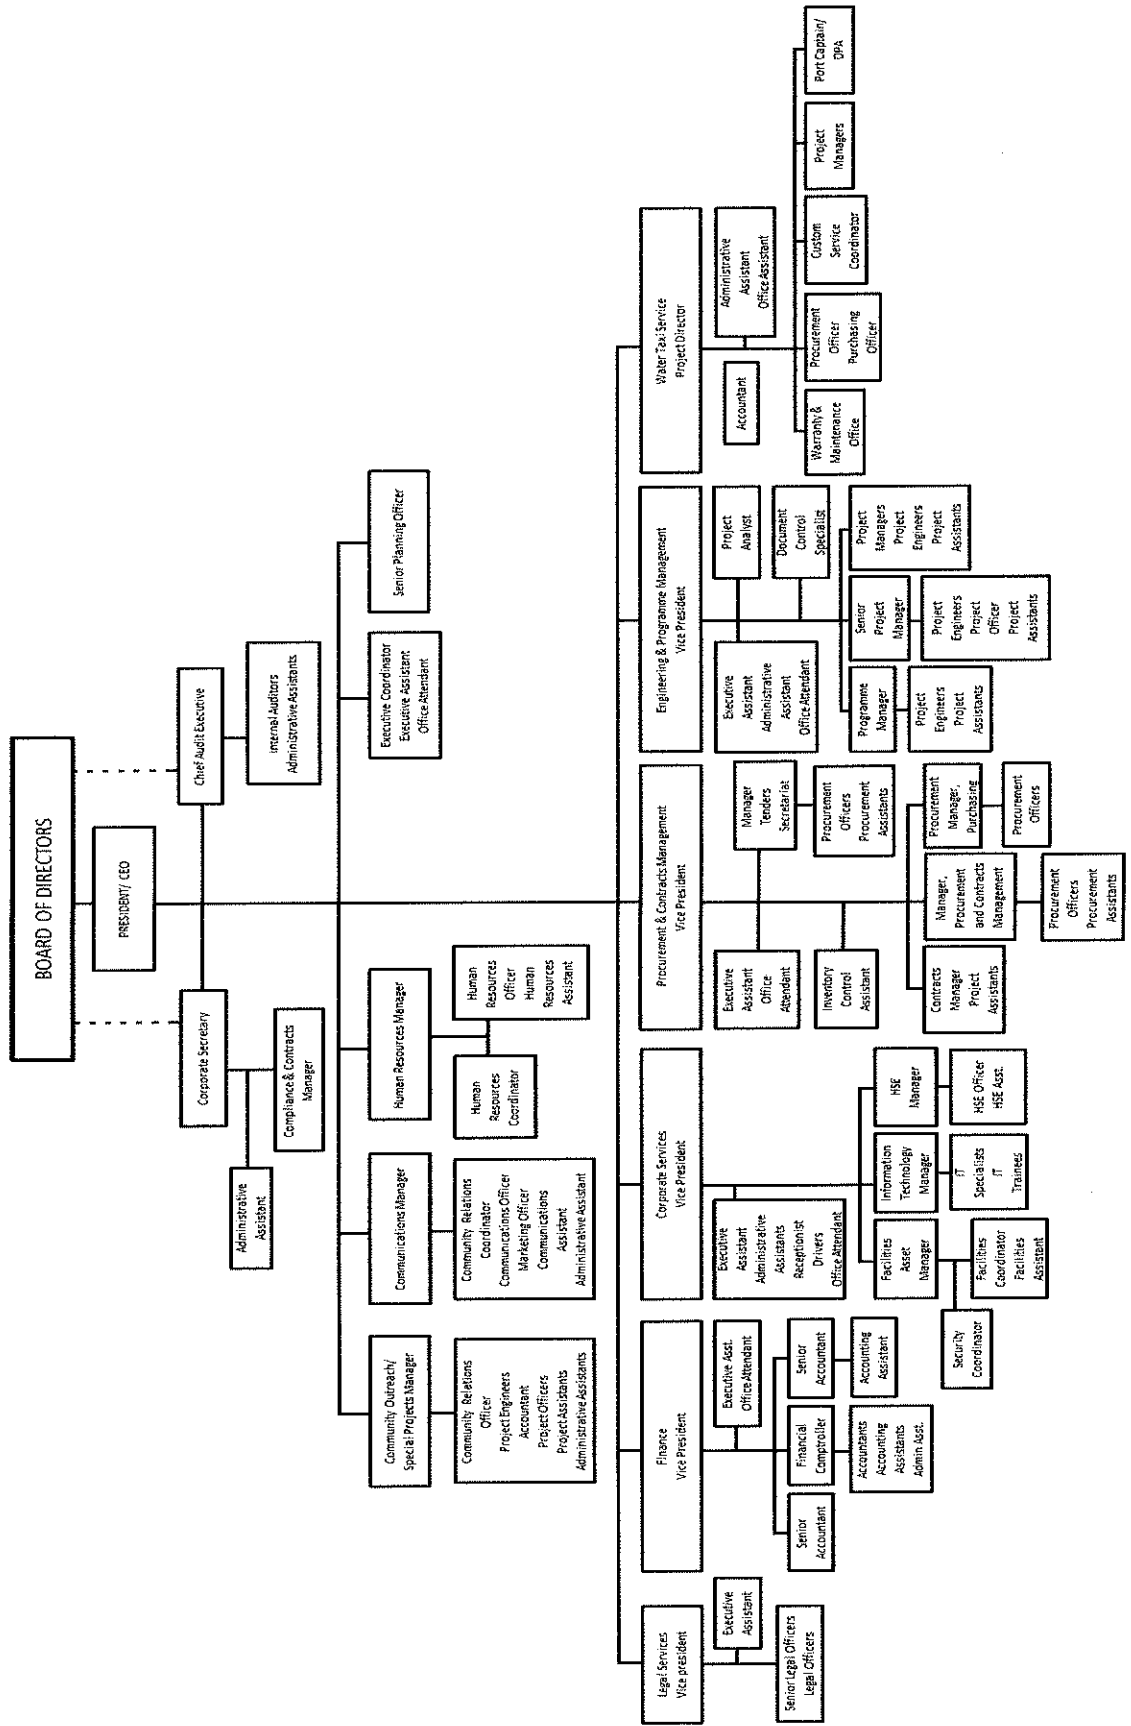 BOARD OF DIRECTORS
PRESIDENT/ CEO
Corporate Secretary
Chief Audit Executive
Administrative
Assistant
Compliance & Contracts
Manager
Internal Auditors
Administrative Assistants
Community Outreach/
Special Projects Manager
Communications Manager
Human Resources Manager
Executive Coordinator
Executive Assistant
Office Attendant
Senior Planning Officer
Community Relations
Officer
Project Engineers
Accountant
Project Officers
Project Assistants
Administrative Assistants
Community Relations
Coordinator
Communications Officer
Marketing Officer
Communications
Assistant
Administrative Assistant
Human
Resources
Coordinator
Human
Resources
Officer
Human
Resources
Assistant
Legal Services
Vice president
Finance
Vice President
Corporate Services
Vice President
Procurement & Contracts Management
Vice President
Engineering & Programme Management
Vice President
Water Taxi Service
Project Director
Executive
Assistant
Senior Legal Officers
Legal Officers
Executive Asst.
Office Attendant
Senior
Accountant
Financial
Comptroller
Senior
Accountant
Accountants
Accounting
Assistants
Admin Asst.
Accounting
Assistant
Executive
Assistant
Administrative
Assistants
Receptionist
Drivers
Office Attendant
Facilities
Asset
Manager
Information
Technology
Manager
HSE
Manager
Security
Coordinator
Facilities
Coordinator
Facilities
Assistant
IT
Specialists
IT
Trainees
HSE Officer
HSE Asst.
Executive
Assistant
Office
Attendant
Manager
Tenders
Secretariat
Inventory
Control
Assistant
Procurement
Officers
Procurement
Assistants
Contracts
Manager
Project
Assistants
Manager,
Procurement
and Contracts
Management
Procurement
Manager,
Purchasing
Procurement
Officers
Procurement
Assistants
Procurement
Officers
Executive
Assistant
Administrative
Assistant
Office Attendant
Project
Analyst
Document
Control
Specialist
Programme
Manager
Senior
Project
Manager
Project
Managers
Project
Engineers
Project
Assistants
Project
Engineers
Project
Assistants
Project
Engineers
Project
Officer
Project
Assistants
Accountant
Administrative
Assistant
Office Assistant
Warranty &
Maintenance
Office
Procurement
Officer
Purchasing
Officer
Custom
Service
Coordinator
Project
Managers
Port Captain/
DPA